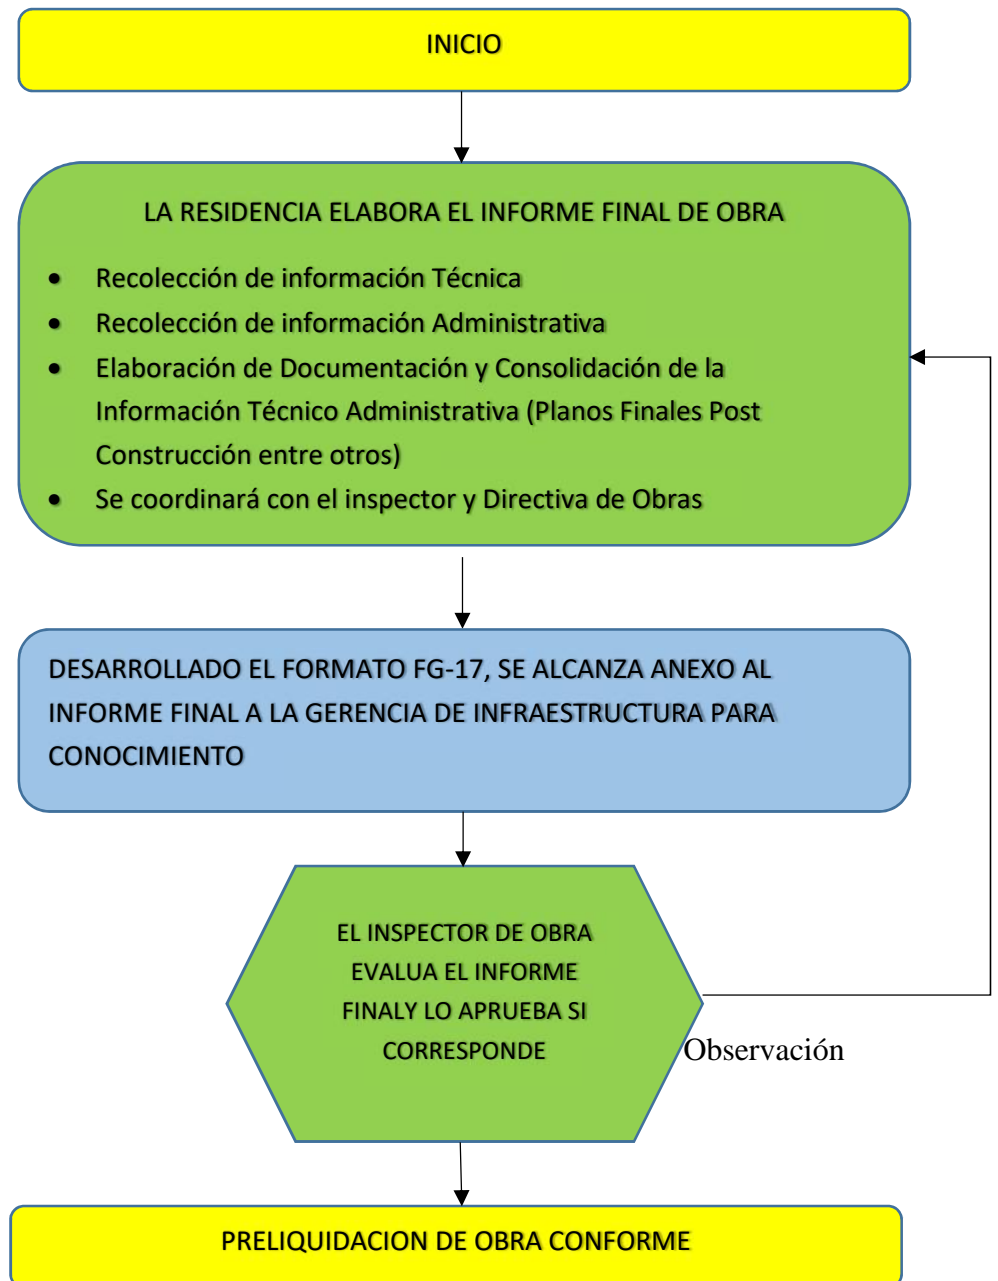 INICIO
LA RESIDENCIA ELABORA EL INFORME FINAL DE OBRA
• Recolección de información Técnica
• Recolección de información Administrativa
• Elaboración de Documentación y Consolidación de la
Información Técnico Administrativa (Planos Finales Post
Construcción entre otros)
• Se coordinará con el inspector y Directiva de Obras
DESARROLLADO EL FORMATO FG-17, SE ALCANZA ANEXO AL
INFORME FINAL A LA GERENCIA DE INFRAESTRUCTURA PARA
CONOCIMIENTO
EL INSPECTOR DE OBRA
EVALUA EL INFORME
FINALY LO APRUEBA SI
CORRESPONDE
Observación
PRELIQUIDACION DE OBRA CONFORME